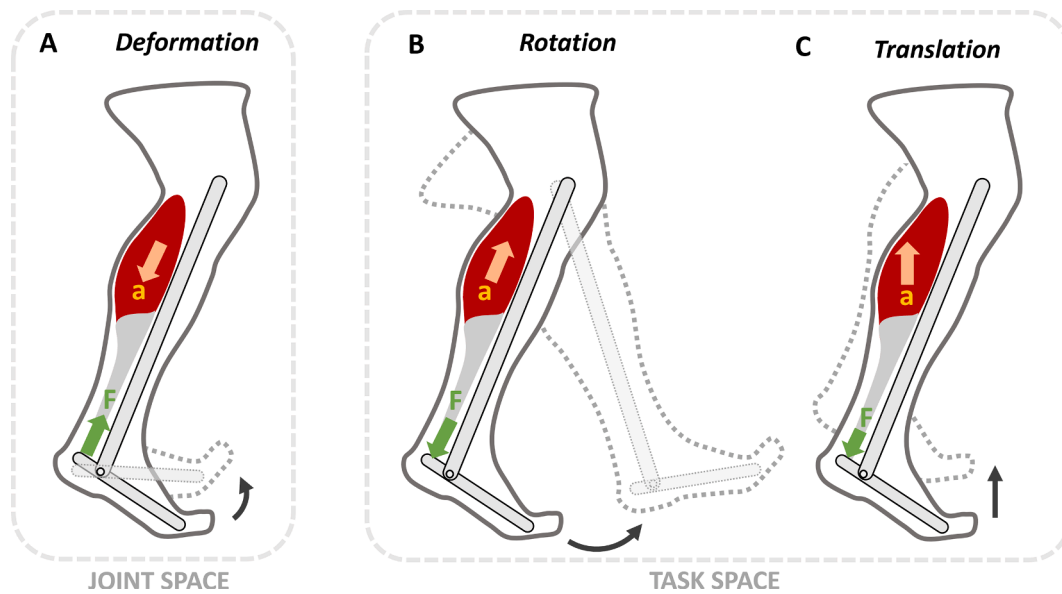 A Deformation
B Rotation
C Translation
a
F
a
F
a
F
JOINT SPACE
TASK SPACE